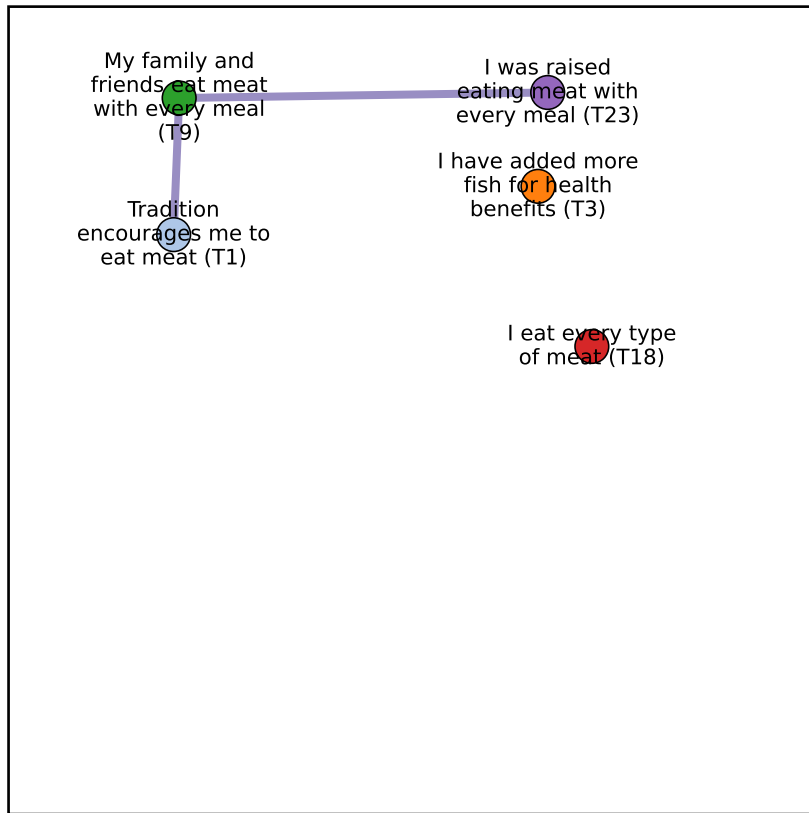 My family and
friends eat meat
with every meal
(T9)
I was raised
eating meat with
every meal (T23)
I have added more
fish for health
benefits (T3)
Tradition
encourages me to
eat meat (T1)
I eat every type
of meat (T18)